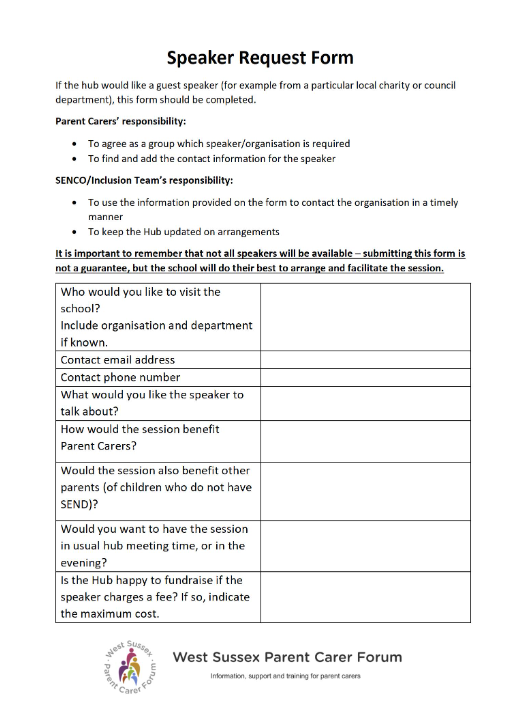 Speaker Request Form
If the hub would like a guest speaker (for example from a particular local charity or council
department), this form should be completed.
Parent Carers' responsibility:
• To agree as a group which speaker/organisation is required
• To find and add the contact information for the speaker
SENCO/Inclusion Team's responsibility:
• To use the information provided on the form to contact the organisation in a timely
manner
• To keep the Hub updated on arrangements
It is important to remember that not all speakers will be available – submitting this form is
not a guarantee, but the school will do their best to arrange and facilitate the session.
Who would you like to visit the
school?
Include organisation and department
if known.
Contact email address
Contact phone number
What would you like the speaker to
talk about?
How would the session benefit
Parent Carers?
Would the session also benefit other
parents (of children who do not have
SEND)?
Would you want to have the session
in usual hub meeting time, or in the
evening?
Is the Hub happy to fundraise if the
speaker charges a fee? If so, indicate
the maximum cost.
West Sussex
Parent Carer Forum
West Sussex Parent Carer Forum
Information, support and training for parent carers